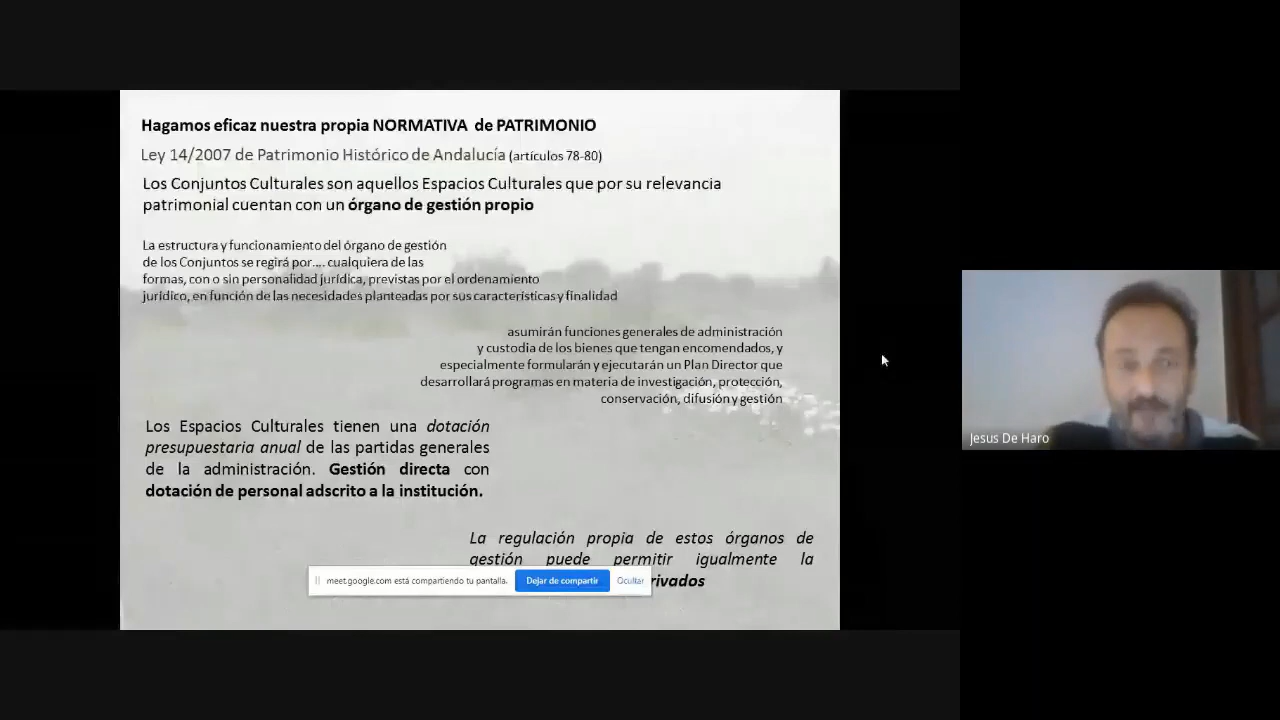 Hagamos eficaz nuestra propia NORMATIVA de PATRIMONIO
Ley 14/2007 de Patrimonio Histórico de Andalucía (artículos 78-80)
Los Conjuntos Culturales son aquellos Espacios Culturales que por su relevancia
patrimonial cuentan con un órgano de gestión propio
La estructura y funcionamiento del órgano de gestión
de los Conjuntos se regirá por.... cualquiera de las
formas, con o sin personalidad jurídica, previstas por el ordenamiento
jurídico, en función de las necesidades planteadas por sus características y finalidad
asumirán funciones generales de administración
y custodia de los bienes que tengan encomendados, y
especialmente formularán y ejecutarán un Plan Director que
desarrollará programas en materia de investigación, protección,
conservación, difusión y gestión
Los Espacios Culturales tienen una dotación
presupuestaria anual de las partidas generales
de la administración. Gestión directa con
dotación de personal adscrito a la institución.
La regulación propia de estos órganos de
gestión puede permitir igualmente la
meet.google.com está compartiendo tu pantalla. Dejar de compartir Ocultar
Jesus De Haro